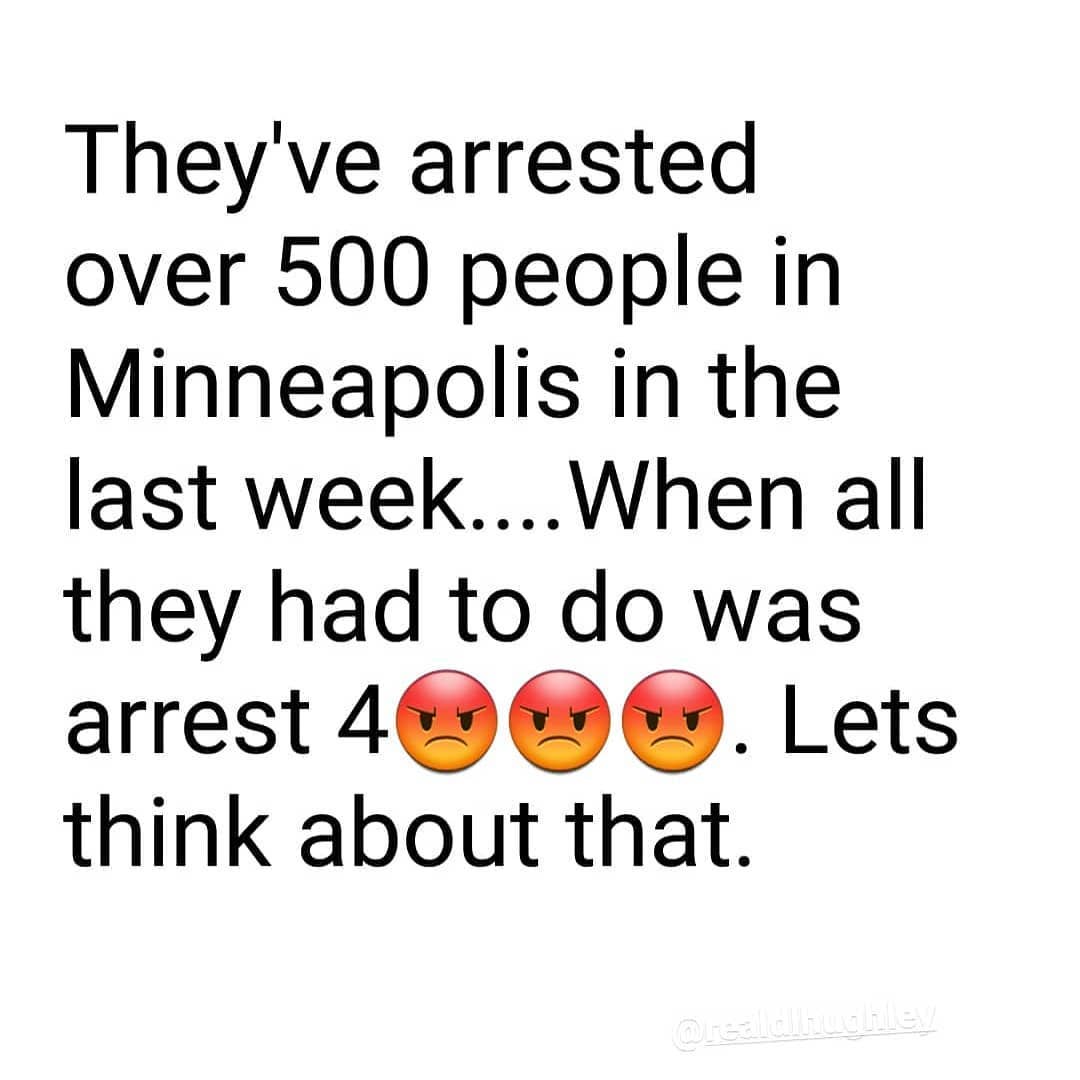 They've arrested
over 500 people in
Minneapolis in the
last week....When all
they had to do was
arrest 4😡😡😡. Lets
think about that.
@realdlhughley